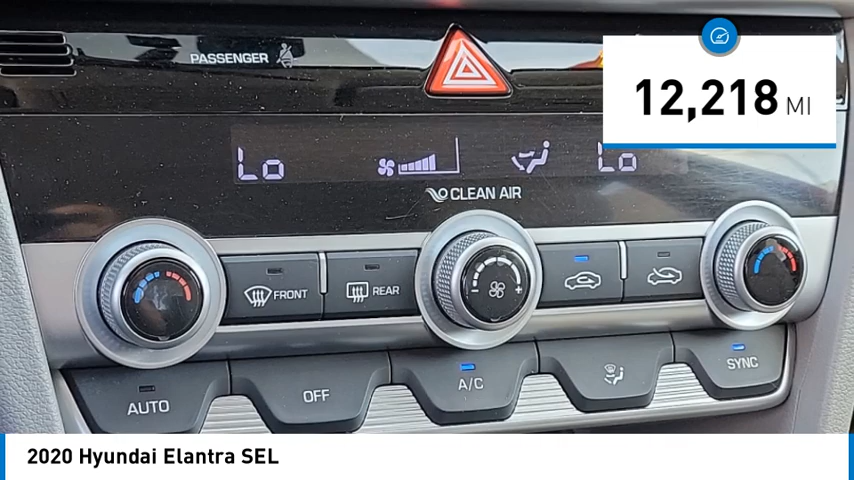 PASSENGER
12,218 MI
Lo
Lo
CLEAN AIR
FRONT
REAR
AUTO
OFF
A/C
SYNC
2020 Hyundai Elantra SEL